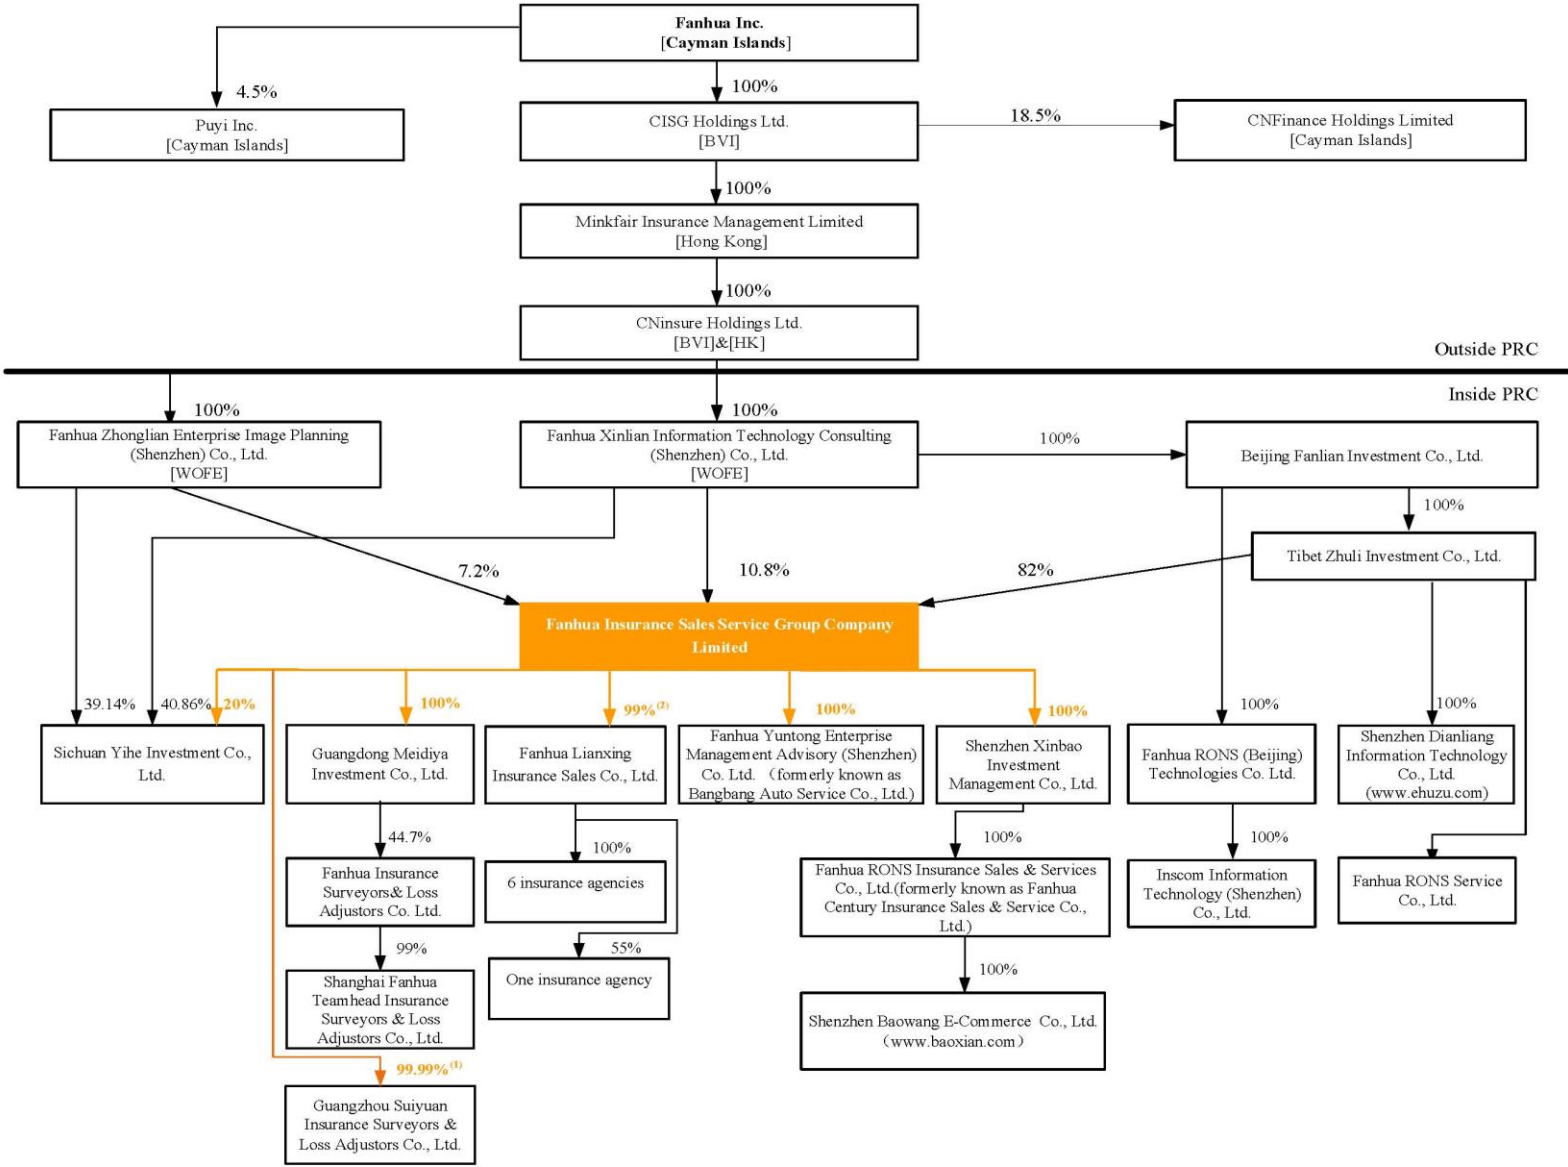 Fanhua Inc.
[Cayman Islands]
4.5%
100%
Puyi Inc.
[Cayman Islands]
CISG Holdings Ltd.
[BVI]
18.5%
CNFinance Holdings Limited
[Cayman Islands]
100%
Minkfair Insurance Management Limited
[Hong Kong]
100%
CNinsure Holdings Ltd.
[BVI]&[HK]
Outside PRC
Inside PRC
100%
100%
Fanhua Zhonglian Enterprise Image Planning
(Shenzhen) Co., Ltd.
[WOFE]
Fanhua Xinlian Information Technology Consulting
(Shenzhen) Co., Ltd.
[WOFE]
100%
Beijing Fanlian Investment Co., Ltd.
100%
Tibet Zhuli Investment Co., Ltd.
7.2%
10.8%
82%
Fanhua Insurance Sales Service Group Company
Limited
39.14%
40.86%
20%
100%
99%(2)
100%
100%
100%
100%
Sichuan Yihe Investment Co.,
Ltd.
Guangdong Meidiya
Investment Co., Ltd.
Fanhua Lianxing
Insurance Sales Co., Ltd.
Fanhua Yuntong Enterprise
Management Advisory (Shenzhen)
Co. Ltd. （formerly known as
Bangbang Auto Service Co., Ltd.)
Shenzhen Xinbao
Investment
Management Co., Ltd.
Fanhua RONS (Beijing)
Technologies Co. Ltd.
Shenzhen Dianliang
Information Technology
Co., Ltd.
(www.ehuzu.com)
44.7%
100%
100%
100%
Fanhua Insurance
Surveyors& Loss
Adjustors Co. Ltd.
6 insurance agencies
Fanhua RONS Insurance Sales & Services
Co., Ltd.(formerly known as Fanhua
Century Insurance Sales & Service Co.,
Ltd.)
Inscom Information
Technology (Shenzhen)
Co., Ltd.
Fanhua RONS Service
Co., Ltd.
99%
55%
100%
Shanghai Fanhua
Teamhead Insurance
Surveyors & Loss
Adjustors Co., Ltd.
One insurance agency
Shenzhen Baowang E-Commerce Co., Ltd.
（www.baoxian.com）
99.99%(1)
Guangzhou Suiyuan
Insurance Surveyors &
Loss Adjustors Co., Ltd.